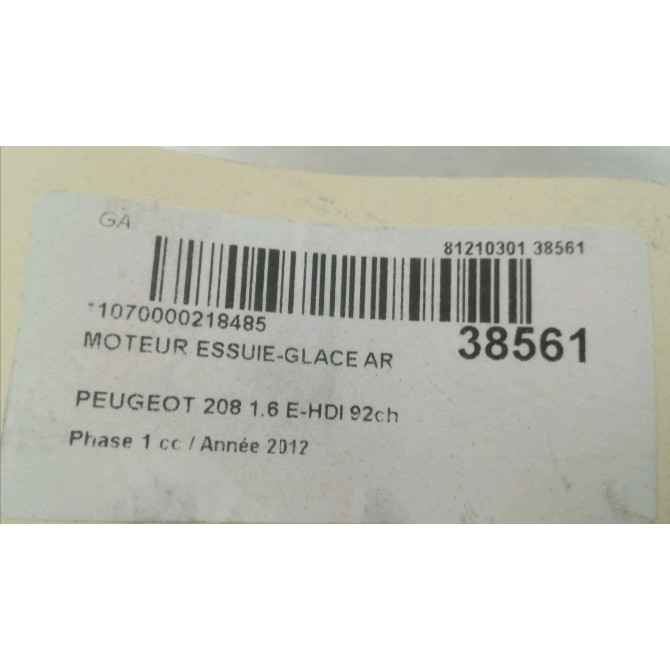 GA
81210301 38561
*1070000218485
38561
MOTEUR ESSUIE-GLACE AR
PEUGEOT 208 1.6 E-HDI 92ch
Phase 1 cc / Année 2012